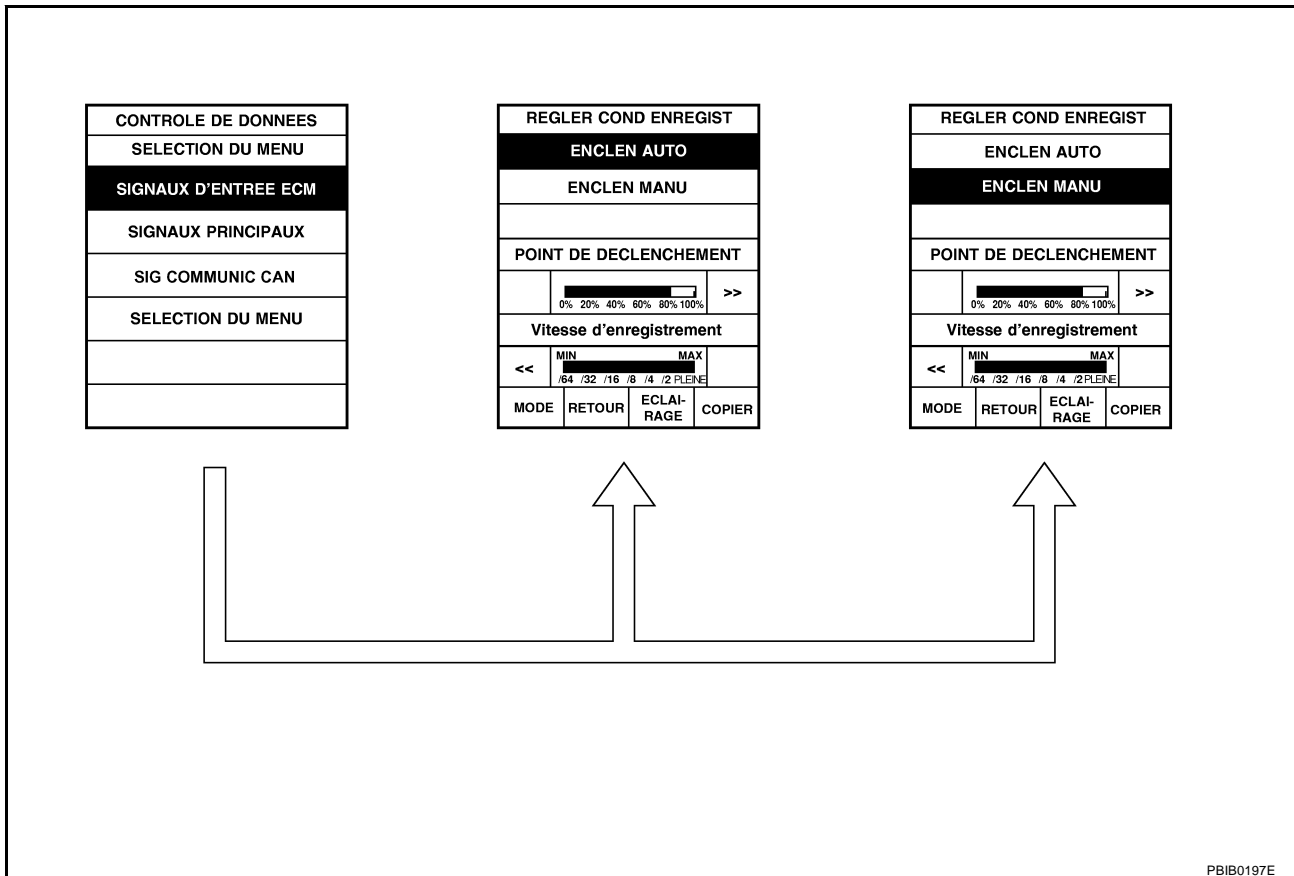 CONTROLE DE DONNEES
SELECTION DU MENU
SIGNAUX D'ENTREE ECM
SIGNAUX PRINCIPAUX
SIG COMMUNIC CAN
SELECTION DU MENU
REGLER COND ENREGIST
ENCLEN AUTO
ENCLEN MANU
POINT DE DECLENCHEMENT
>>
0% 20% 40% 60% 80% 100%
Vitesse d'enregistrement
MIN MAX
<<
/64 /32 /16 /8 /4 /2 PLEINE
MODE RETOUR ECLAI-
RAGE COPIER
REGLER COND ENREGIST
ENCLEN AUTO
ENCLEN MANU
POINT DE DECLENCHEMENT
>>
0% 20% 40% 60% 80% 100%
Vitesse d'enregistrement
MIN MAX
<<
/64 /32 /16 /8 /4 /2 PLEINE
MODE RETOUR ECLAI-
RAGE COPIER
PBIB0197E